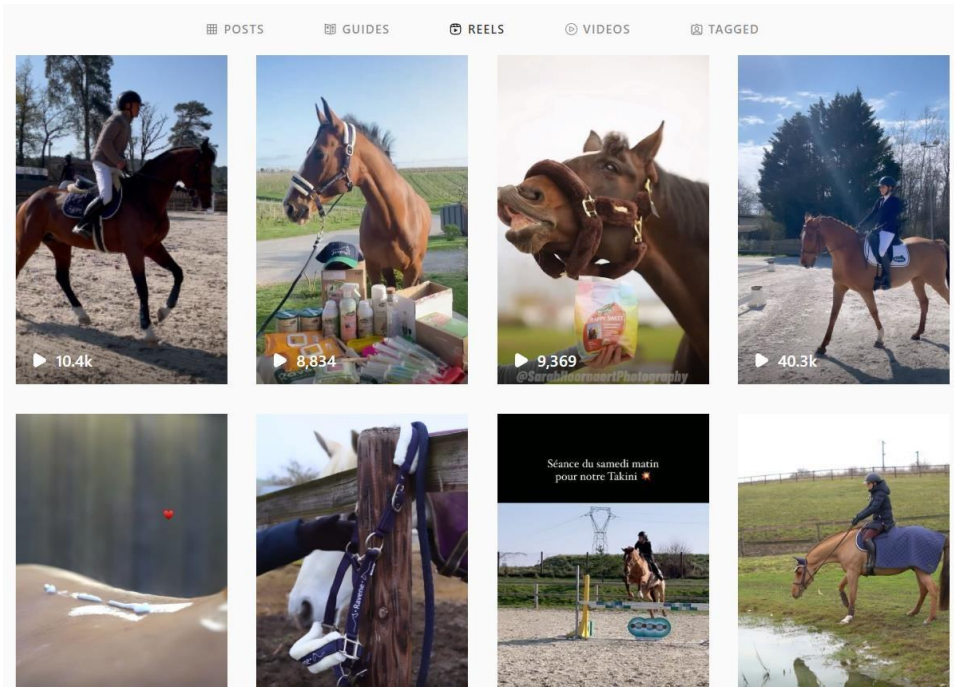 POSTS
GUIDES
REELS
VIDEOS
TAGGED
10.4k
8,834
9,369
40.3k
@SarahHoornaertPhotography
Séance du samedi matin
pour notre Takini